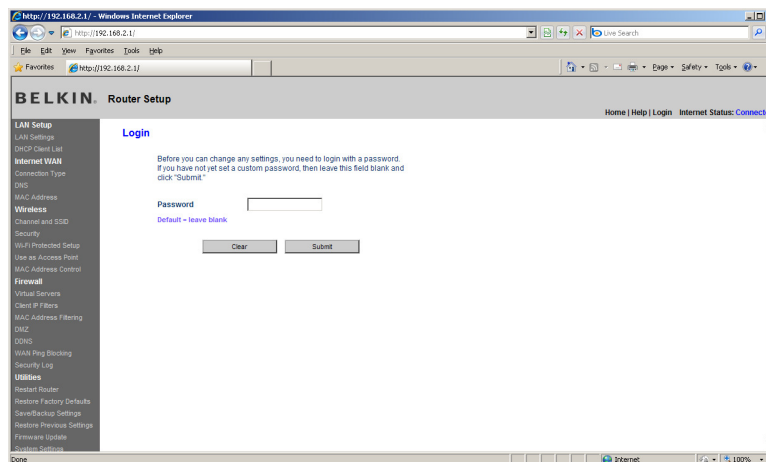 http://192.168.2.1/ - Windows Internet Explorer
http://192.168.2.1/
Live Search
File Edit View Favorites Tools Help
Favorites http://192.168.2.1/
Page Safety Tools
BELKIN. Router Setup
Home | Help | Login Internet Status: Connect
LAN Setup
LAN Settings
DHCP Client List
Internet WAN
Connection Type
DNS
MAC Address
Wireless
Channel and SSID
Security
Wi-Fi Protected Setup
Use as Access Point
MAC Address Control
Firewall
Virtual Servers
Client IP Filters
MAC Address Filtering
DMZ
DDNS
WAN Ping Blocking
Security Log
Utilities
Restart Router
Restore Factory Defaults
Save/Backup Settings
Restore Previous Settings
Firmware Update
System Settings
Login
Before you can change any settings, you need to login with a password.
If you have not yet set a custom password, then leave this field blank and
click "Submit."
Password
Default = leave blank
Clear Submit
Done
Internet
100%